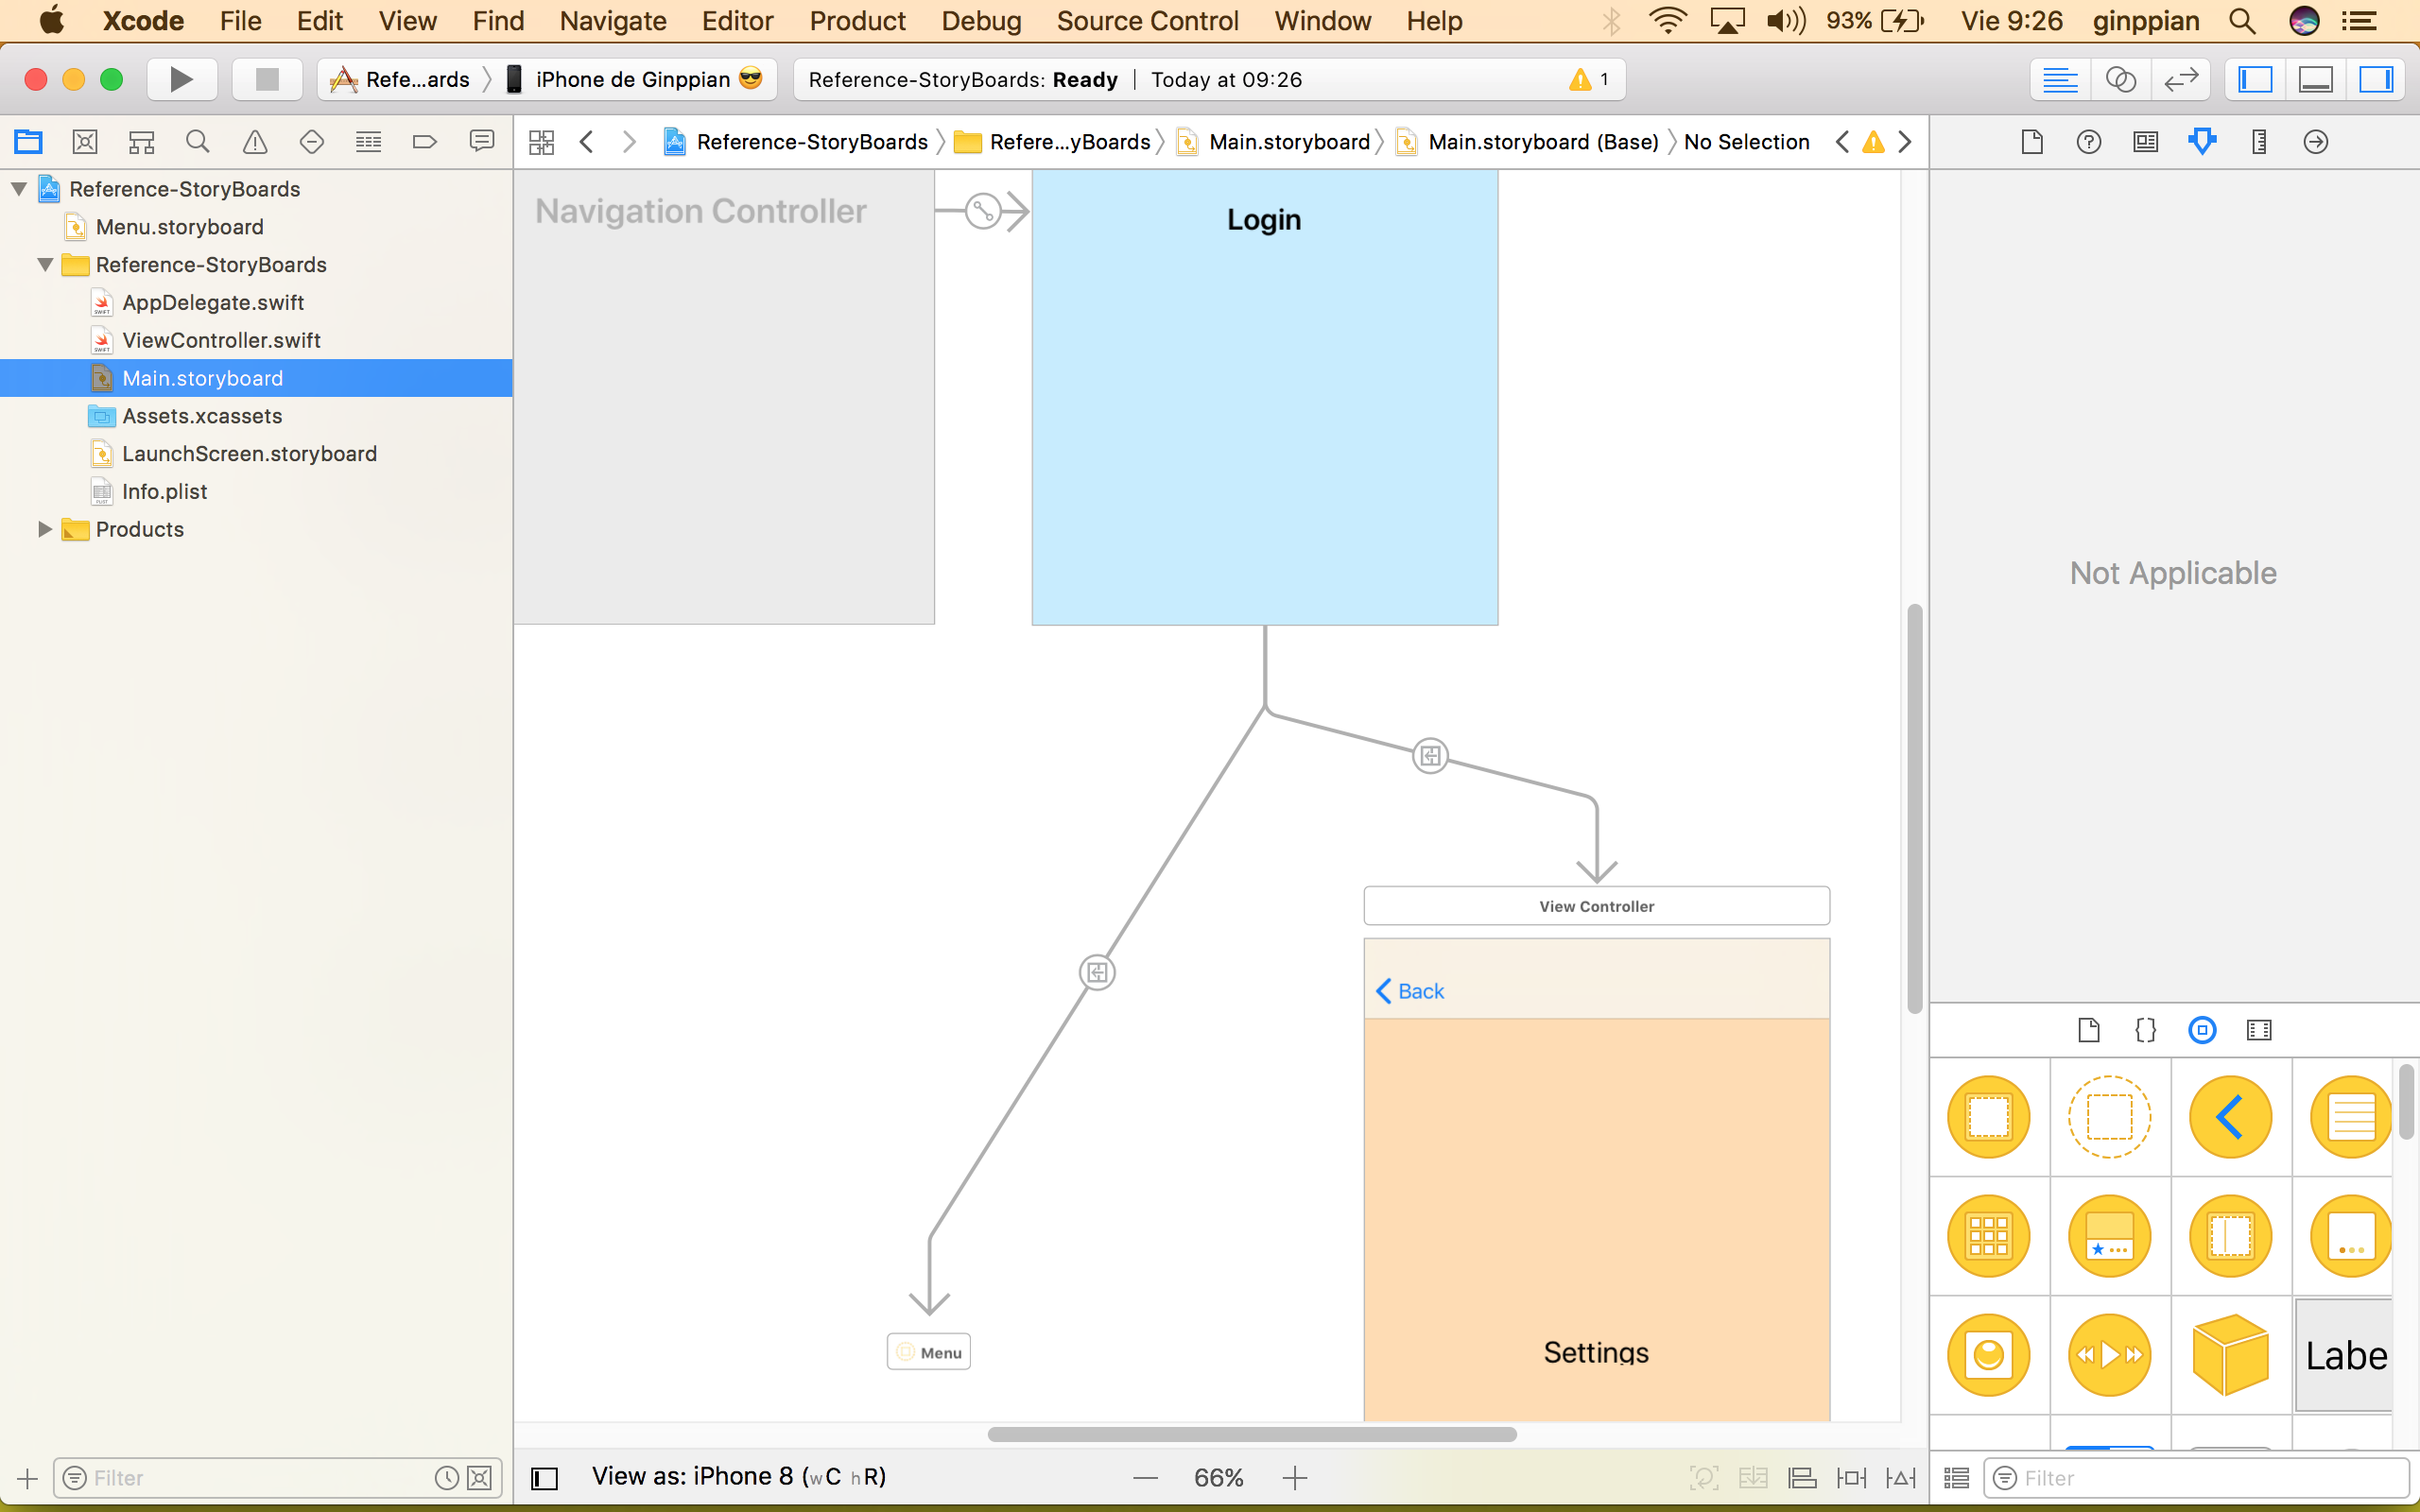 Xcode File Edit View Find Navigate Editor Product Debug Source Control Window Help 93% Vie 9:26 ginppian
Refe...ards iPhone de Ginppian 😎 Reference-StoryBoards: Ready | Today at 09:26 1
Reference-StoryBoards Refere...yBoards Main.storyboard Main.storyboard (Base) No Selection
Reference-StoryBoards
Menu.storyboard
Reference-StoryBoards
AppDelegate.swift
ViewController.swift
Main.storyboard
Assets.xcassets
LaunchScreen.storyboard
Info.plist
Products
Navigation Controller
Login
View Controller
Back
Settings
Menu
Not Applicable
Labe
Filter
View as: iPhone 8 (wC hR)
66%
Filter